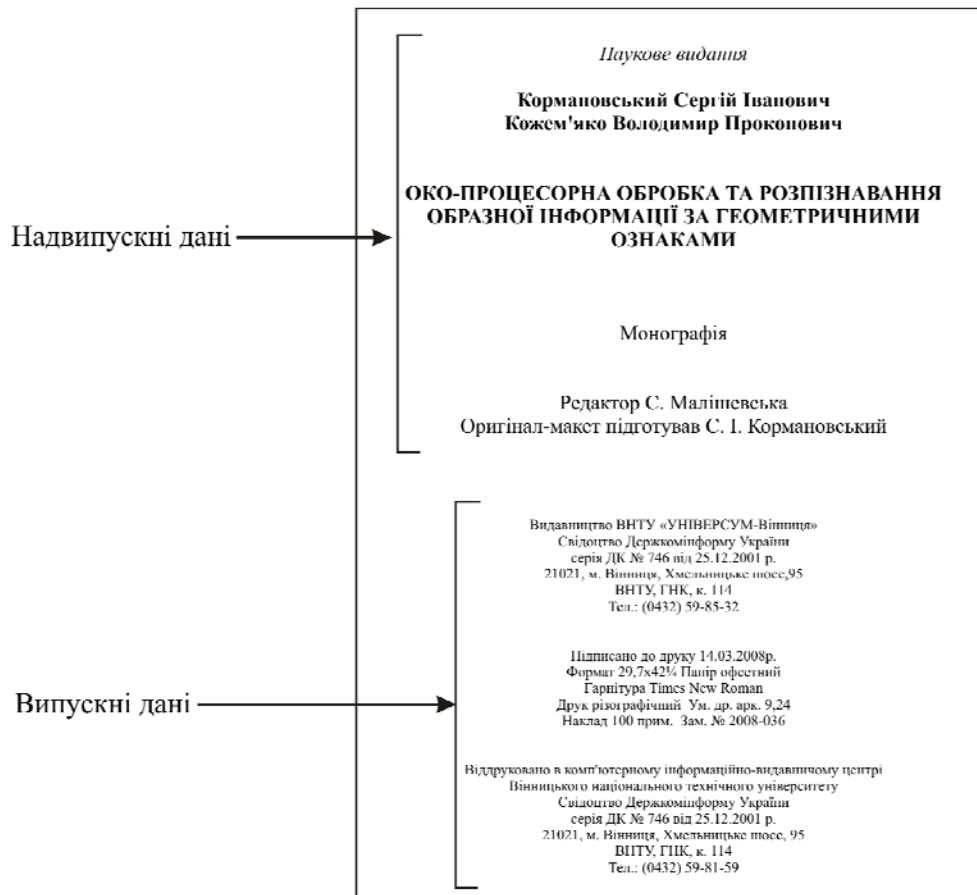 Наукове видання
Кормановський Сергій Іванович
Кожем'яко Володимир Прокопович
ОКО-ПРОЦЕСОРНА ОБРОБКА ТА РОЗПІЗНАВАННЯ
ОБРАЗНОЇ ІНФОРМАЦІЇ ЗА ГЕОМЕТРИЧНИМИ
ОЗНАКАМИ
Надвипускні дані
Монографія
Редактор С. Малішевська
Оригінал-макет підготував С. І. Кормановський
Видавництво ВНТУ «УНІВЕРСУМ-Вінниця»
Свідоцтво Держкомінформу України
серія ДК № 746 від 25.12.2001 р.
21021, м. Вінниця, Хмельницьке шосе,95
ВНТУ, ГНК, к. 114
Тел.: (0432) 59-85-32
Підписано до друку 14.03.2008р.
Формат 29,7х42¼ Папір офсетний
Гарнітура Times New Roman
Друк різографічний Ум. др. арк. 9,24
Наклад 100 прим. Зам. № 2008-036
Випускні дані
Віддруковано в комп'ютерному інформаційно-видавничому центрі
Вінницького національного технічного університету
Свідоцтво Держкомінформу України
серія ДК № 746 від 25.12.2001 р.
21021, м. Вінниця, Хмельницьке шосе, 95
ВНТУ, ГНК, к. 114
Тел.: (0432) 59-81-59